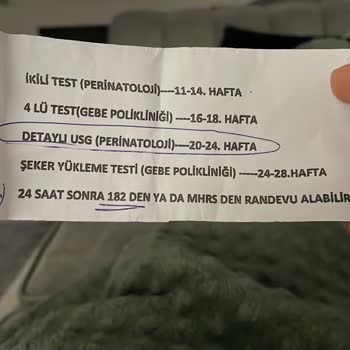 İKİLİ TEST (PERİNATOLOJİ)----11-14. HAFTA
4 LÜ TEST(GEBE POLİKLİNİĞİ) ----16-18. HAFTA
DETAYLI USG (PERİNATOLOJİ)----20-24. HAFTA
ŞEKER YÜKLEME TESTİ (GEBE POLİKLİNİĞİ) -----24-28.HAFTA
24 SAAT SONRA 182 DEN YA DA MHRS DEN RANDEVU ALABİLİR